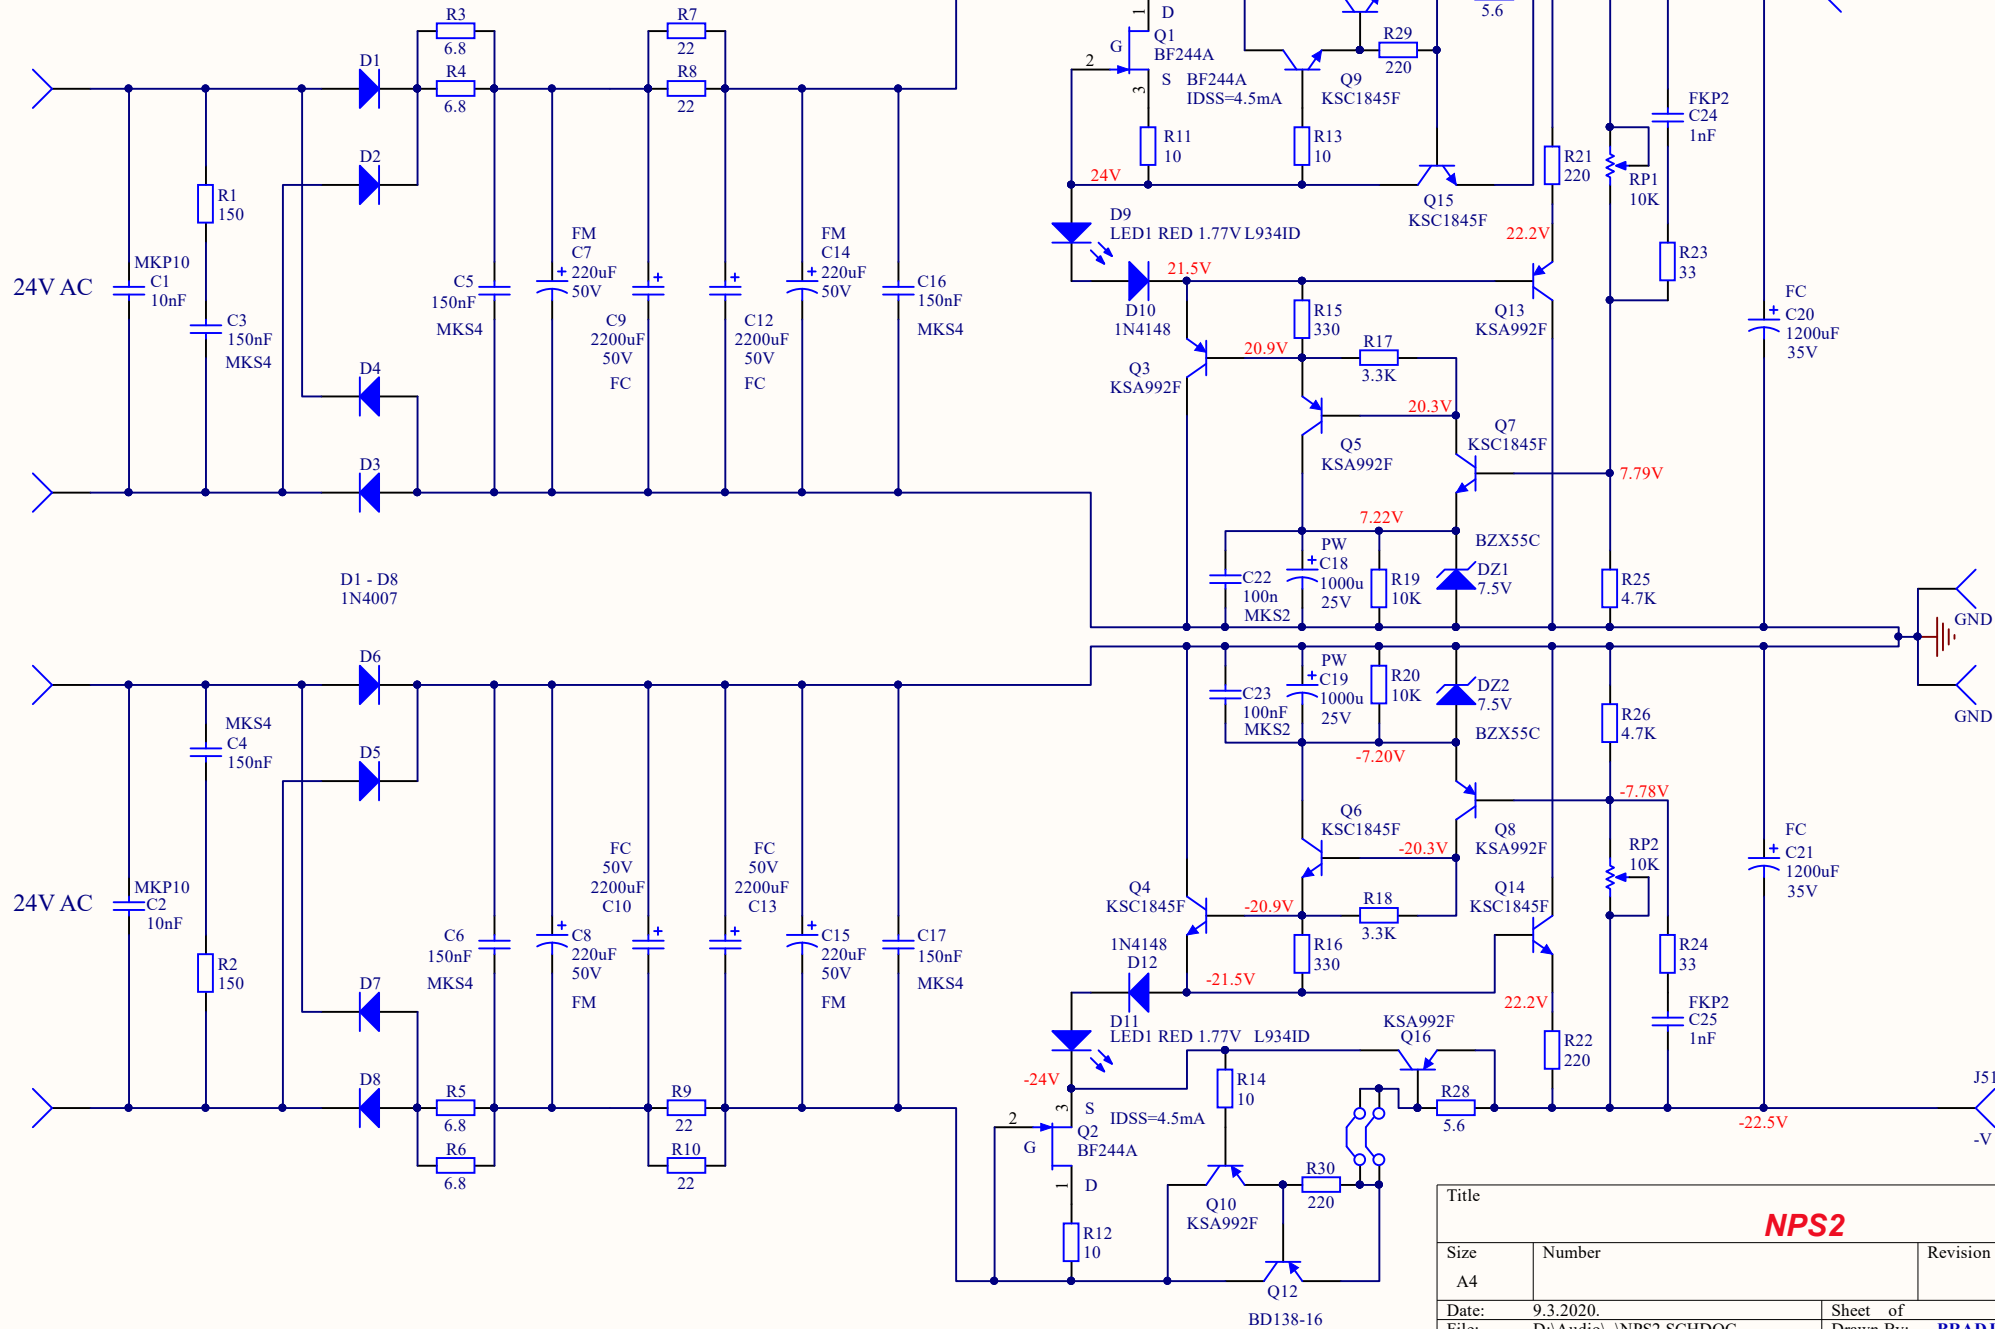 R3
6.8
R4
6.8
R7
22
R8
22
D1
D2
R1
150
MKP10
C1
10nF
24V AC
C3
150nF
MKS4
D4
D3
C5
150nF
MKS4
FM
C7
220uF
50V
C9
2200uF
50V
FC
C12
2200uF
50V
FC
FM
C14
220uF
50V
C16
150nF
MKS4
D1 - D8
1N4007
1
D
Q1
BF244A
G
2
S
3
BF244A
IDSS=4.5mA
R11
10
24V
Q9
KSC1845F
R13
10
R29
220
5.6
Q15
KSC1845F
R21
220
22.2V
RP1
10K
FKP2
C24
1nF
R23
33
D9
LED1 RED 1.77V L934ID
21.5V
D10
1N4148
R15
330
Q13
KSA992F
20.9V
R17
3.3K
Q3
KSA992F
20.3V
Q5
KSA992F
Q7
KSC1845F
7.79V
FC
C20
1200uF
35V
7.22V
PW
C18
1000u
25V
C22
100n
MKS2
R19
10K
BZX55C
DZ1
7.5V
R25
4.7K
GND
GND
D6
D5
MKS4
C4
150nF
24V AC
MKP10
C2
10nF
R2
150
D7
D8
R5
6.8
R6
6.8
C6
150nF
MKS4
C8
220uF
50V
FM
FC
50V
2200uF
C10
FC
50V
2200uF
C13
C15
220uF
50V
FM
C17
150nF
MKS4
R9
22
R10
22
C23
100nF
MKS2
PW
C19
1000u
25V
R20
10K
DZ2
7.5V
BZX55C
-7.20V
R26
4.7K
-7.78V
Q6
KSC1845F
Q8
KSA992F
-20.3V
RP2
10K
FC
C21
1200uF
35V
Q4
KSC1845F
-20.9V
R18
3.3K
Q14
KSC1845F
1N4148
D12
R16
330
R24
33
-21.5V
22.2V
FKP2
C25
1nF
D11
LED1 RED 1.77V L934ID
KSA992F
Q16
R22
220
-24V
R14
10
R28
5.6
J51
-V
-22.5V
3
S
2
G
Q2
BF244A
IDSS=4.5mA
1
D
R12
10
Q10
KSA992F
R30
220
Q12
BD138-16
Title
NPS2
Size
Number
Revision
A4
Date:
9.3.2020.
Sheet of